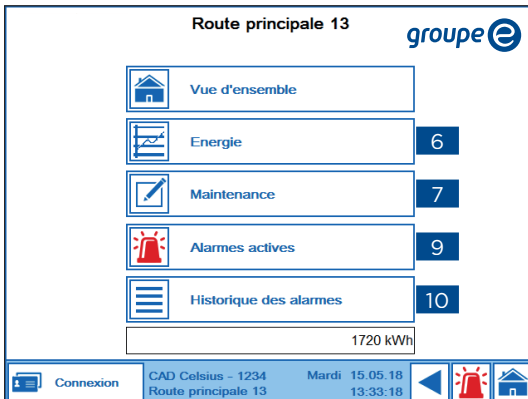 Route principale 13
groupe e
Vue d'ensemble
Energie
6
Maintenance
7
Alarmes actives
9
Historique des alarmes
10
1720 kWh
Connexion
CAD Celsius - 1234
Mardi 15.05.18
Route principale 13
13:33:18